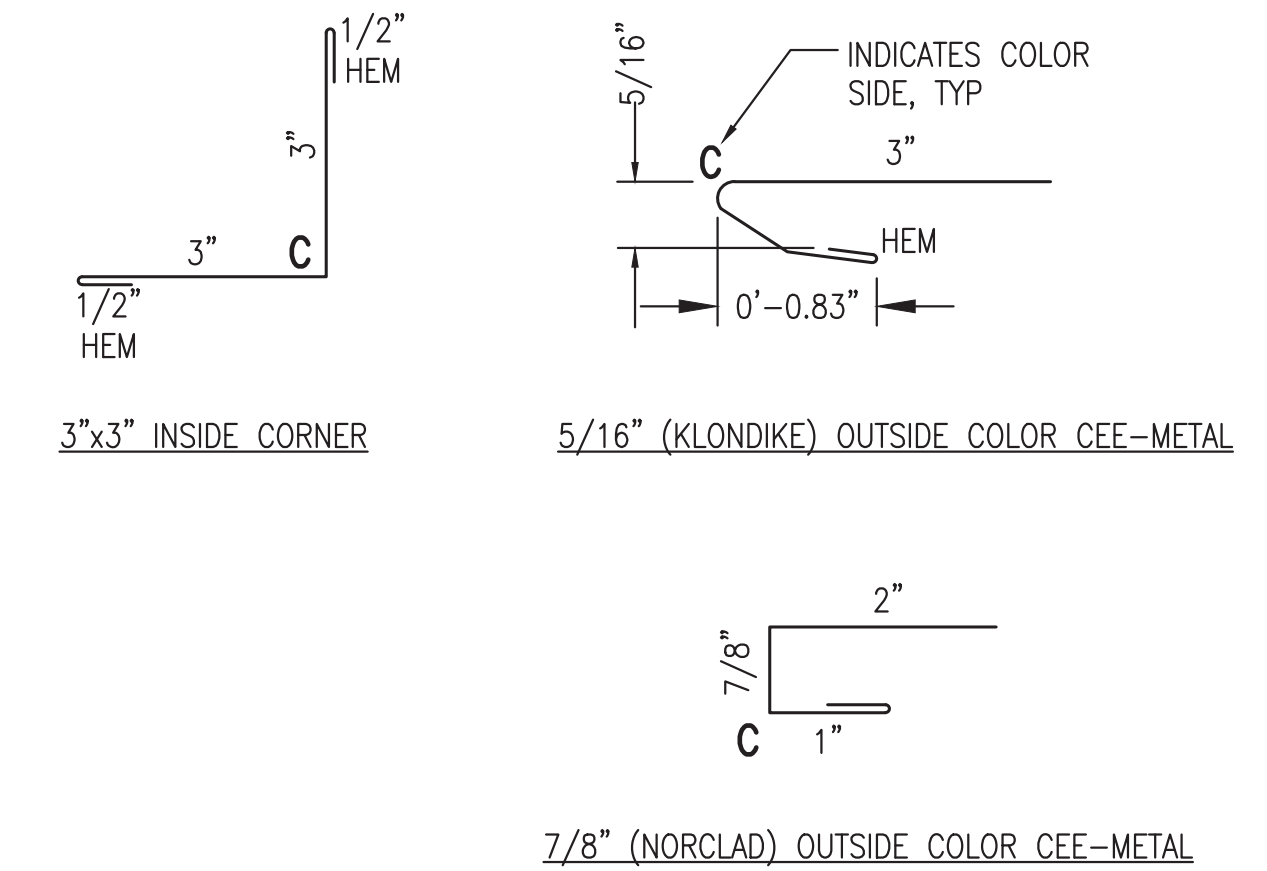 1/2"
HEM
3"
3"
C
1/2"
HEM
3"x3" INSIDE CORNER
5/16"
INDICATES COLOR
SIDE, TYP
C
3"
HEM
0'-0.83"
5/16" (KLONDIKE) OUTSIDE COLOR CEE-METAL
2"
7/8"
C
1"
7/8" (NORCLAD) OUTSIDE COLOR CEE-METAL